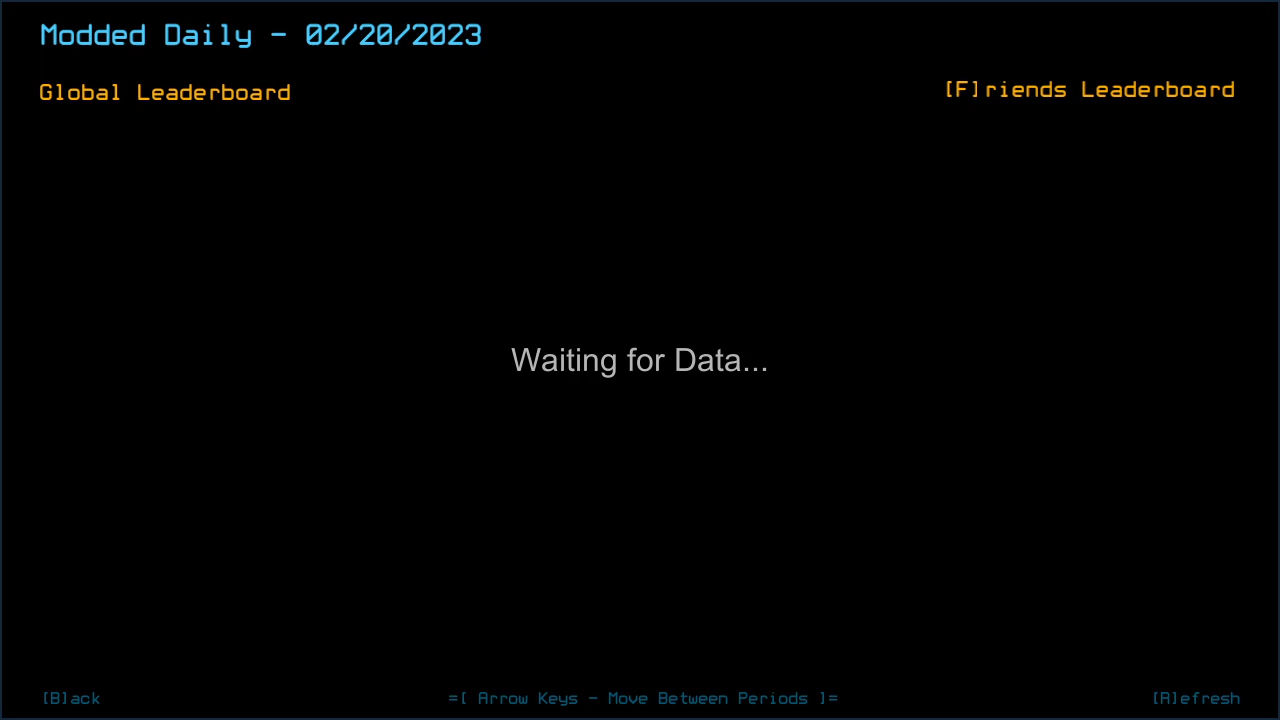 Modded Daily - 02/20/2023
Global Leaderboard
[F]riends Leaderboard
Waiting for Data...
[B]ack
=[ Arrow Keys - Move Between Periods ]=
[R]efresh